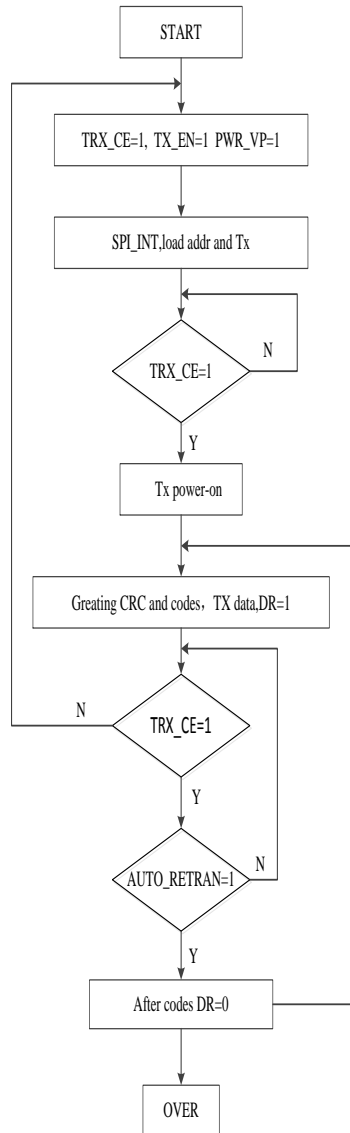 START
TRX_CE=1, TX_EN=1 PWR_VP=1
SPI_INT,load addr and Tx
TRX_CE=1
N
Y
Tx power-on
Greating CRC and codes，TX data,DR=1
TRX_CE=1
N
Y
AUTO_RETRAN=1
N
Y
After codes DR=0
OVER